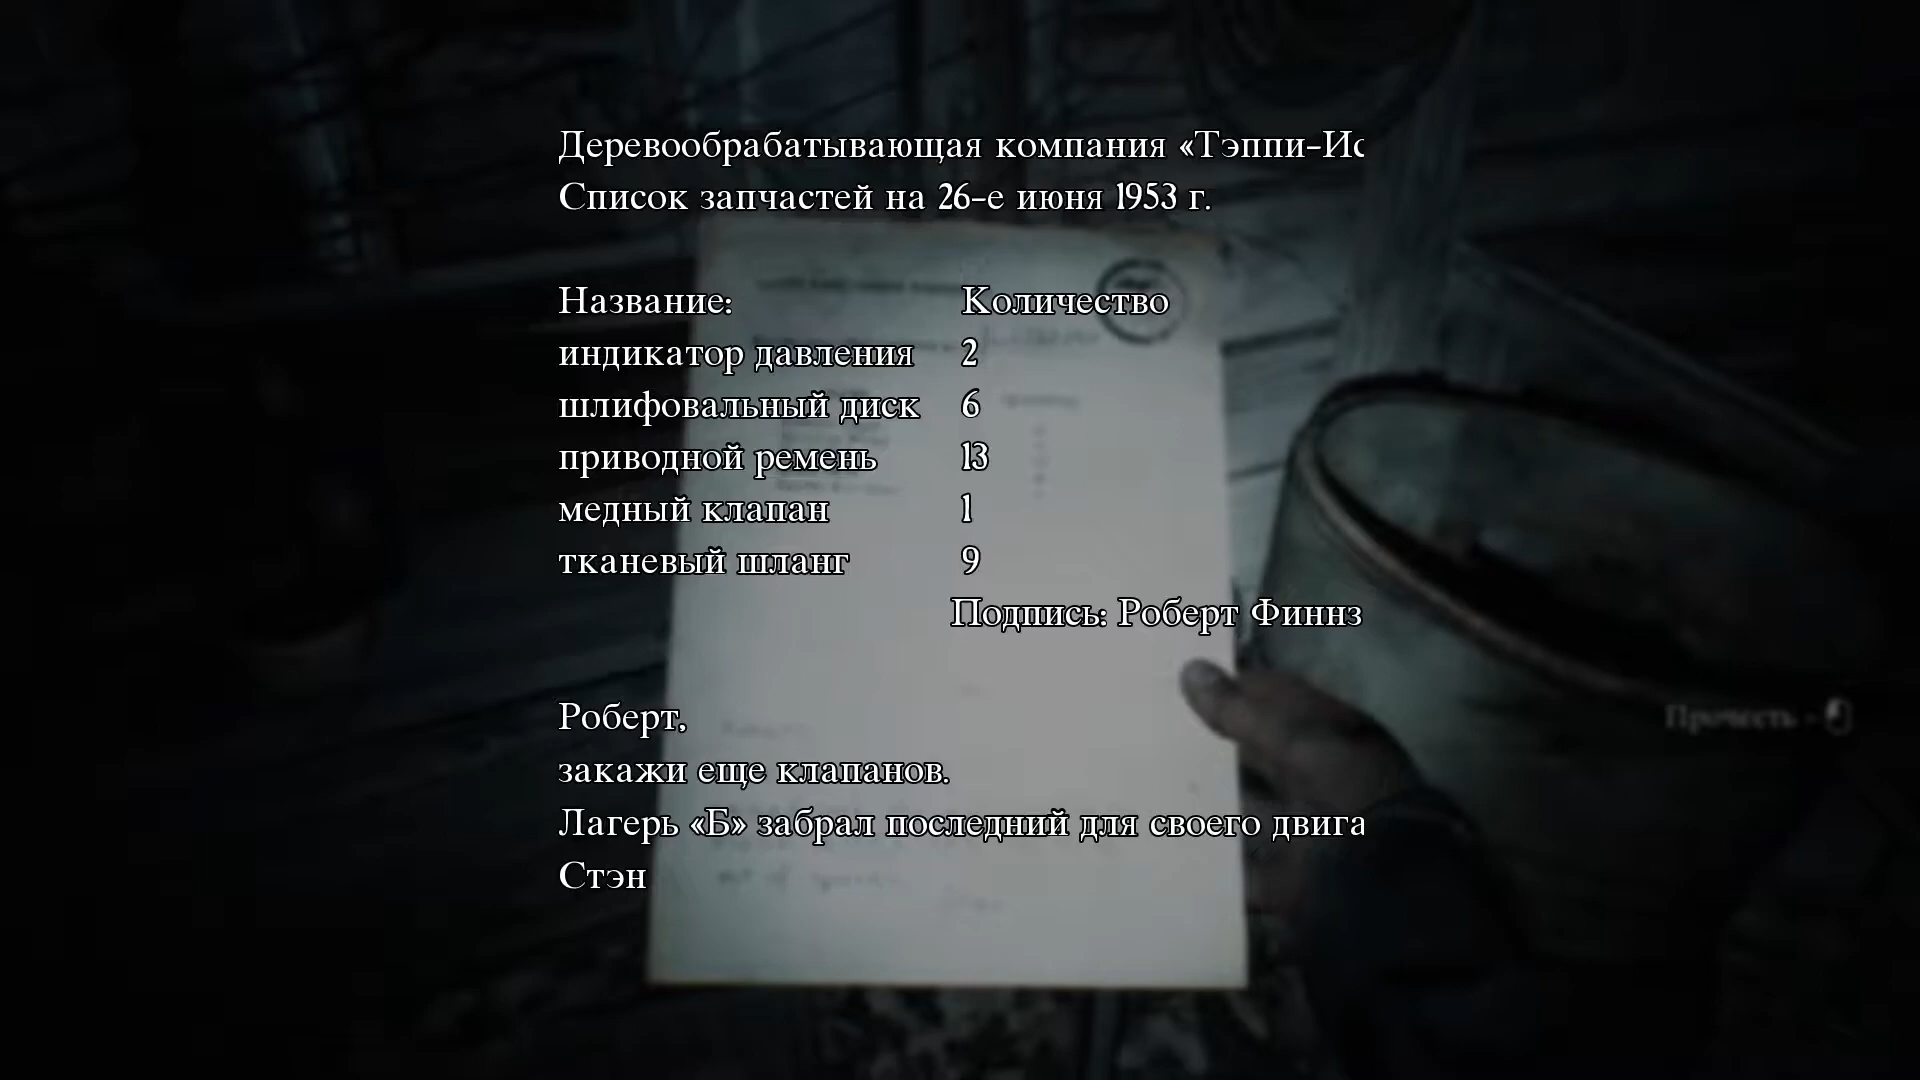 Деревообрабатывающая компания «Тэппи-Ис
Список запчастей на 26-е июня 1953 г.
Название: Количество
индикатор давления 2
шлифовальный диск 6
приводной ремень 13
медный клапан 1
тканевый шланг 9
Подпись: Роберт Финнз
Роберт,
закажи еще клапанов.
Лагерь «Б» забрал последний для своего двига
Стэн
Прочесть -